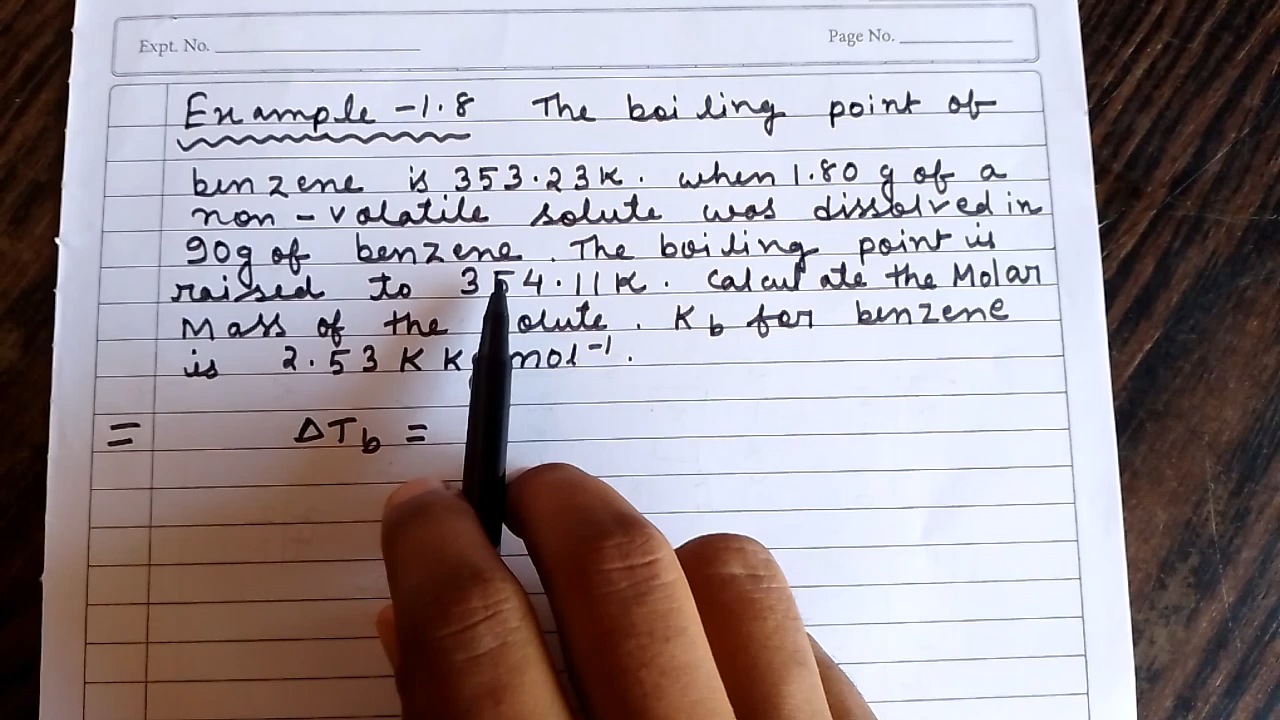 Expt. No.
Page No.
Example -1.8 The boiling point of
benzene is 353.23K. when 1.80 g of a
non-volatile solute was dissolved in
90g of benzene. The boiling point is
raised to 354.11K. Calculate the Molar
Mass of the olute. Kb for benzene
is 2.53 K K mol⁻¹.
= ΔTb =